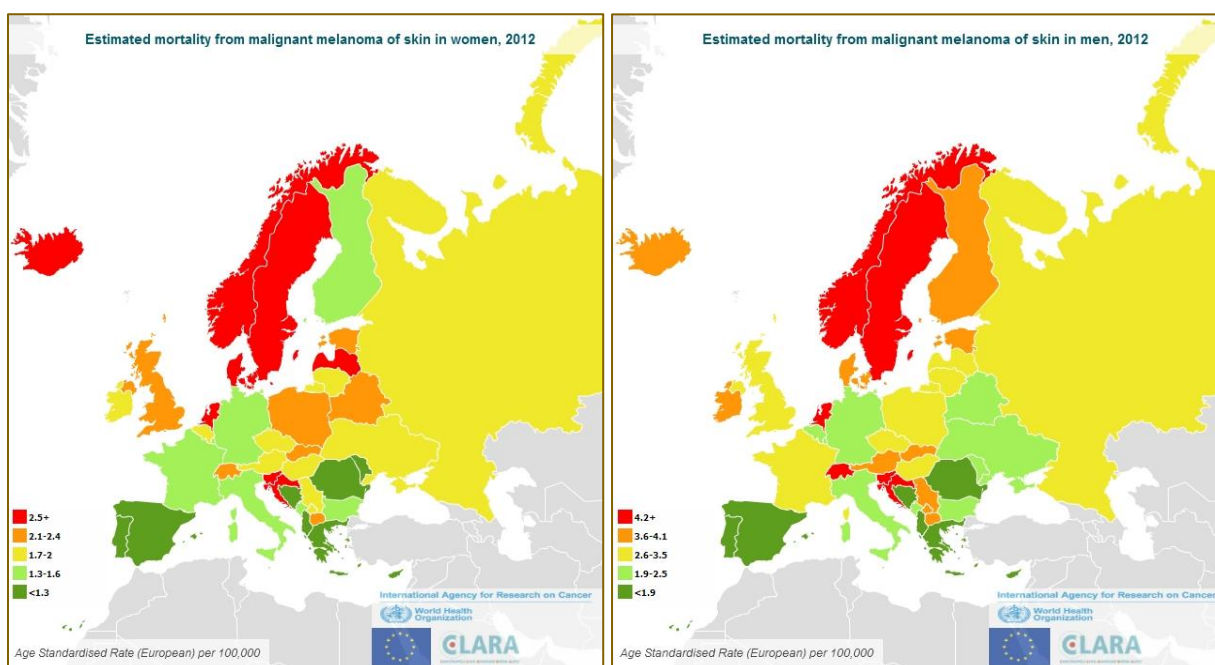 Estimated mortality from malignant melanoma of skin in women, 2012
2.5+
2.1-2.4
1.7-2
1.3-1.6
<1.3
International Agency for Research on Cancer
World Health
Organization
CLARA
Age Standardised Rate (European) per 100,000
Estimated mortality from malignant melanoma of skin in men, 2012
4.2+
3.6-4.1
2.6-3.5
1.9-2.5
<1.9
International Agency for Research on Cancer
World Health
Organization
CLARA
Age Standardised Rate (European) per 100,000